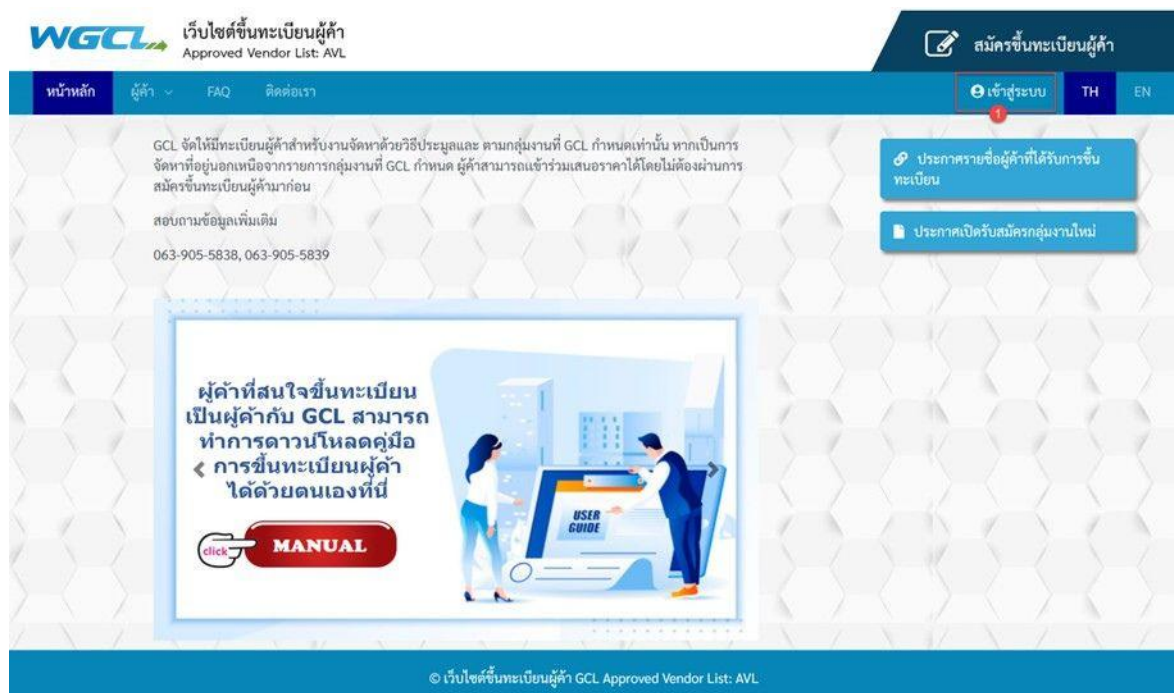 WGCL
เว็บไซต์ขึ้นทะเบียนผู้ค้า
Approved Vendor List: AVL
สมัครขึ้นทะเบียนผู้ค้า
หน้าหลัก ผู้ค้า FAQ ติดต่อเรา เข้าสู่ระบบ TH EN
1
GCL จัดให้มีทะเบียนผู้ค้าสำหรับงานจัดหาด้วยวิธีประมูลและ ตามกลุ่มงานที่ GCL กำหนดเท่านั้น หากเป็นการ
จัดหาที่อยู่นอกเหนือจากรายการกลุ่มงานที่ GCL กำหนด ผู้ค้าสามารถเข้าร่วมเสนอราคาได้โดยไม่ต้องผ่านการ
สมัครขึ้นทะเบียนผู้ค้ามาก่อน
สอบถามข้อมูลเพิ่มเติม
063-905-5838, 063-905-5839
ประกาศรายชื่อผู้ค้าที่ได้รับการขึ้น
ทะเบียน
ประกาศเปิดรับสมัครกลุ่มงานใหม่
ผู้ค้าที่สนใจขึ้นทะเบียน
เป็นผู้ค้ากับ GCL สามารถ
ทำการดาวน์โหลดคู่มือ
การขึ้นทะเบียนผู้ค้า
ได้ด้วยตนเองที่นี่
click MANUAL
USER
GUIDE
© เว็บไซต์ขึ้นทะเบียนผู้ค้า GCL Approved Vendor List: AVL